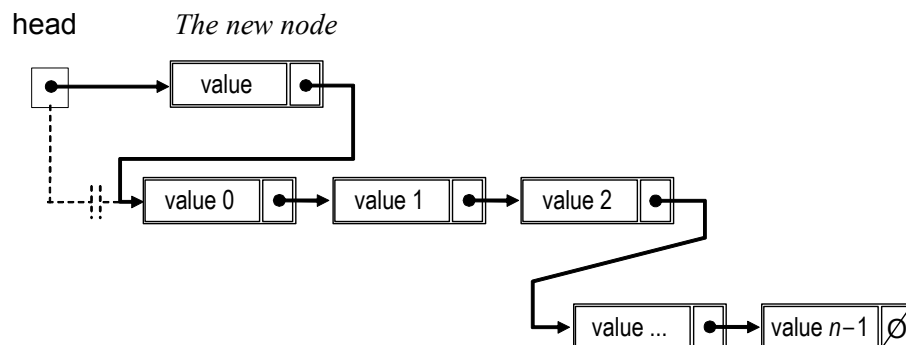 head The new node
value
value 0 value 1 value 2
value ... value n−1 Ø